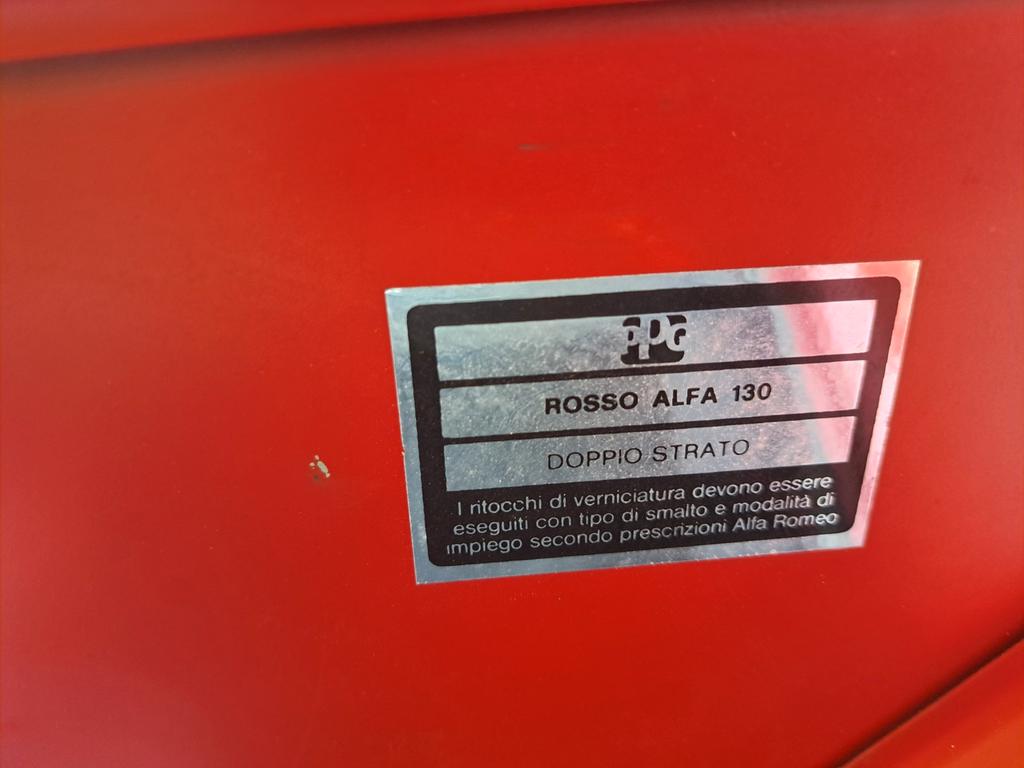 PPG
ROSSO ALFA 130
DOPPIO STRATO
I ritocchi di verniciatura devono essere
eseguiti con tipo di smalto e modalità di
impiego secondo prescrizioni Alfa Romeo